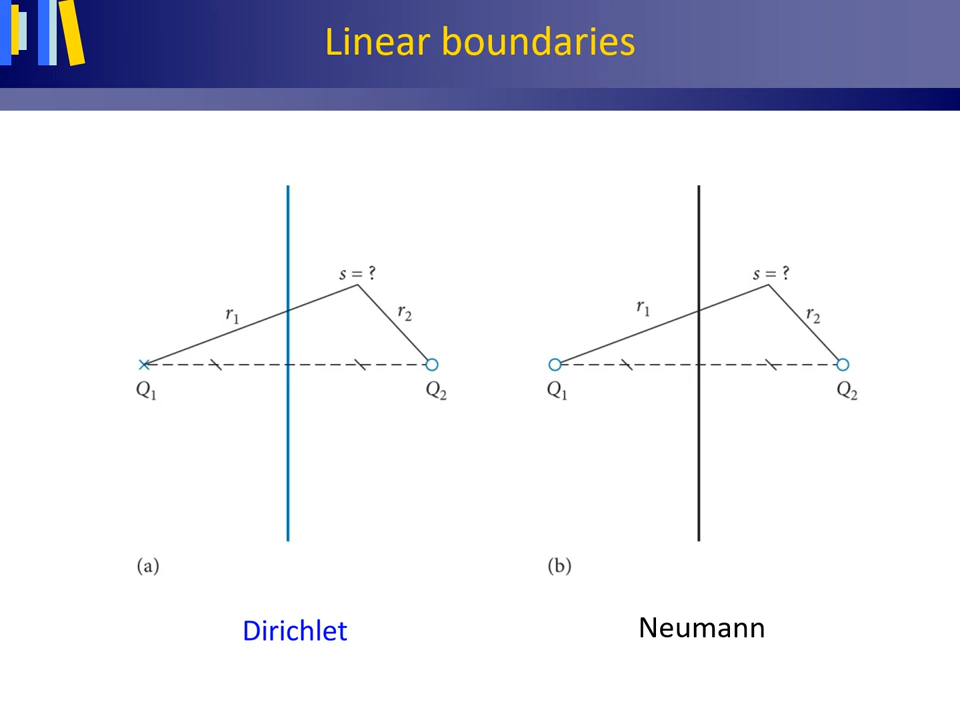 Linear boundaries
s = ?
r1
r2
Q1
Q2
(a)
Dirichlet
s = ?
r1
r2
Q1
Q2
(b)
Neumann